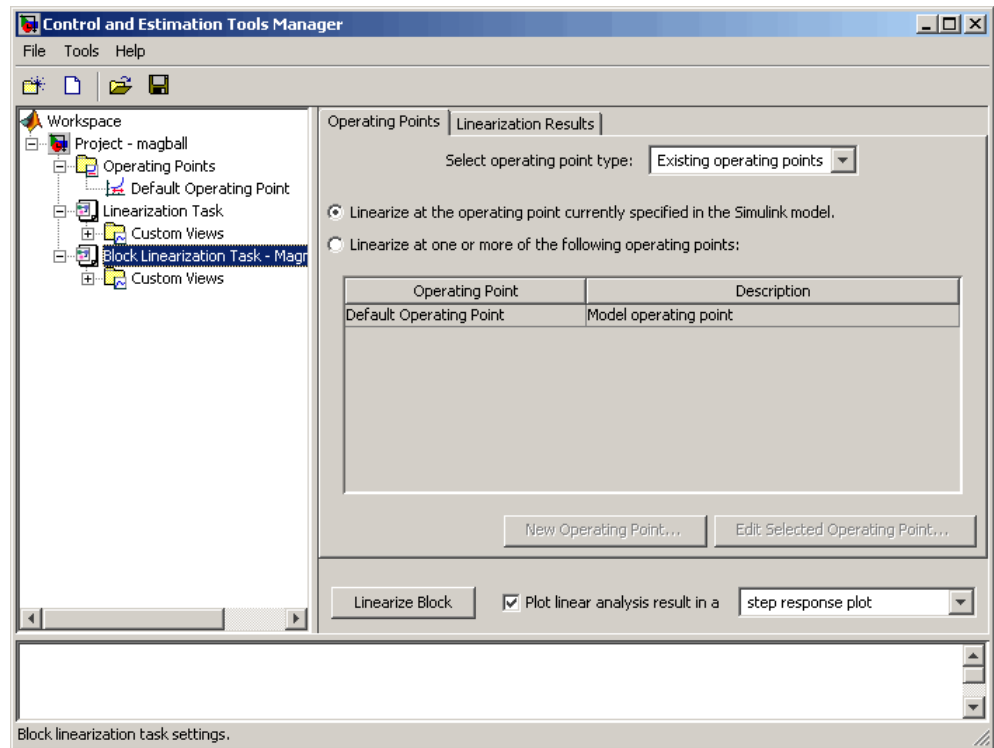 Control and Estimation Tools Manager
File Tools Help
Workspace
Project - magball
Operating Points
Default Operating Point
Linearization Task
Custom Views
Block Linearization Task - Magr
Custom Views
Operating Points Linearization Results
Select operating point type: Existing operating points
Linearize at the operating point currently specified in the Simulink model.
Linearize at one or more of the following operating points:
Operating Point Description
Default Operating Point Model operating point
New Operating Point... Edit Selected Operating Point...
Linearize Block Plot linear analysis result in a step response plot
Block linearization task settings.